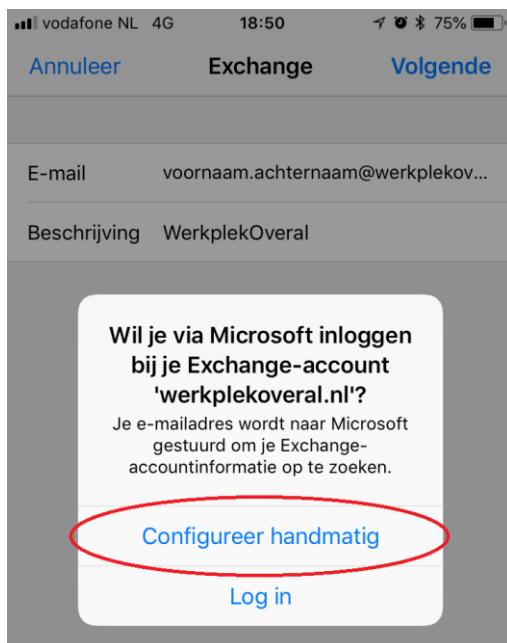 vodafone NL 4G 18:50 75%
Annuleer Exchange Volgende
E-mail voornaam.achternaam@werkplekov...
Beschrijving WerkplekOveral
Wil je via Microsoft inloggen
bij je Exchange-account
'werkplekoveral.nl'?
Je e-mailadres wordt naar Microsoft
gestuurd om je Exchange-
accountinformatie op te zoeken.
Configureer handmatig
Log in